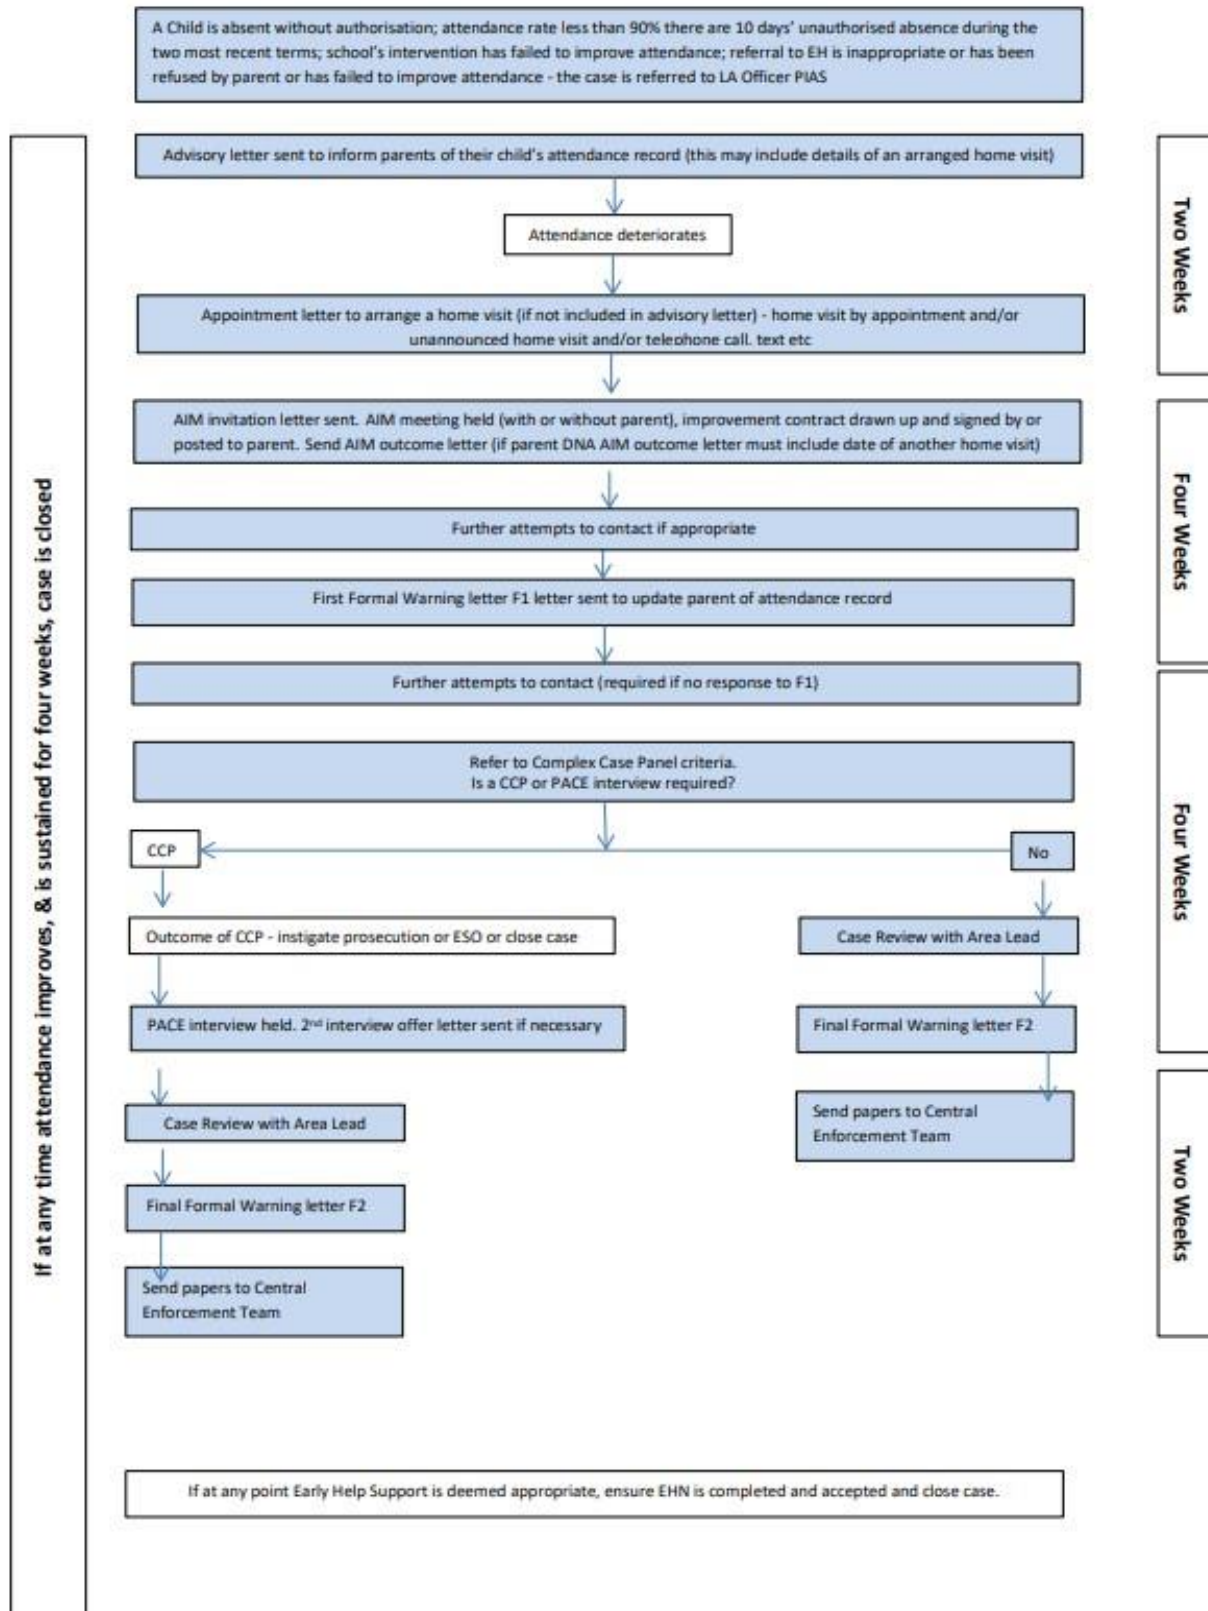 A Child is absent without authorisation; attendance rate less than 90% there are 10 days' unauthorised absence during the
two most recent terms; school's intervention has failed to improve attendance; referral to EH is inappropriate or has been
refused by parent or has failed to improve attendance - the case is referred to LA Officer PIAS
If at any time attendance improves, & is sustained for four weeks, case is closed
Advisory letter sent to inform parents of their child's attendance record (this may include details of an arranged home visit)
Two Weeks
Attendance deteriorates
Appointment letter to arrange a home visit (if not included in advisory letter) - home visit by appointment and/or
unannounced home visit and/or telephone call. text etc
AIM invitation letter sent. AIM meeting held (with or without parent), improvement contract drawn up and signed by or
posted to parent. Send AIM outcome letter (if parent DNA AIM outcome letter must include date of another home visit)
Four Weeks
Further attempts to contact if appropriate
First Formal Warning letter F1 letter sent to update parent of attendance record
Further attempts to contact (required if no response to F1)
Four Weeks
Refer to Complex Case Panel criteria.
Is a CCP or PACE interview required?
CCP
No
Outcome of CCP - instigate prosecution or ESO or close case
Case Review with Area Lead
PACE interview held. 2nd interview offer letter sent if necessary
Final Formal Warning letter F2
Two Weeks
Case Review with Area Lead
Send papers to Central
Enforcement Team
Final Formal Warning letter F2
Send papers to Central
Enforcement Team
If at any point Early Help Support is deemed appropriate, ensure EHN is completed and accepted and close case.